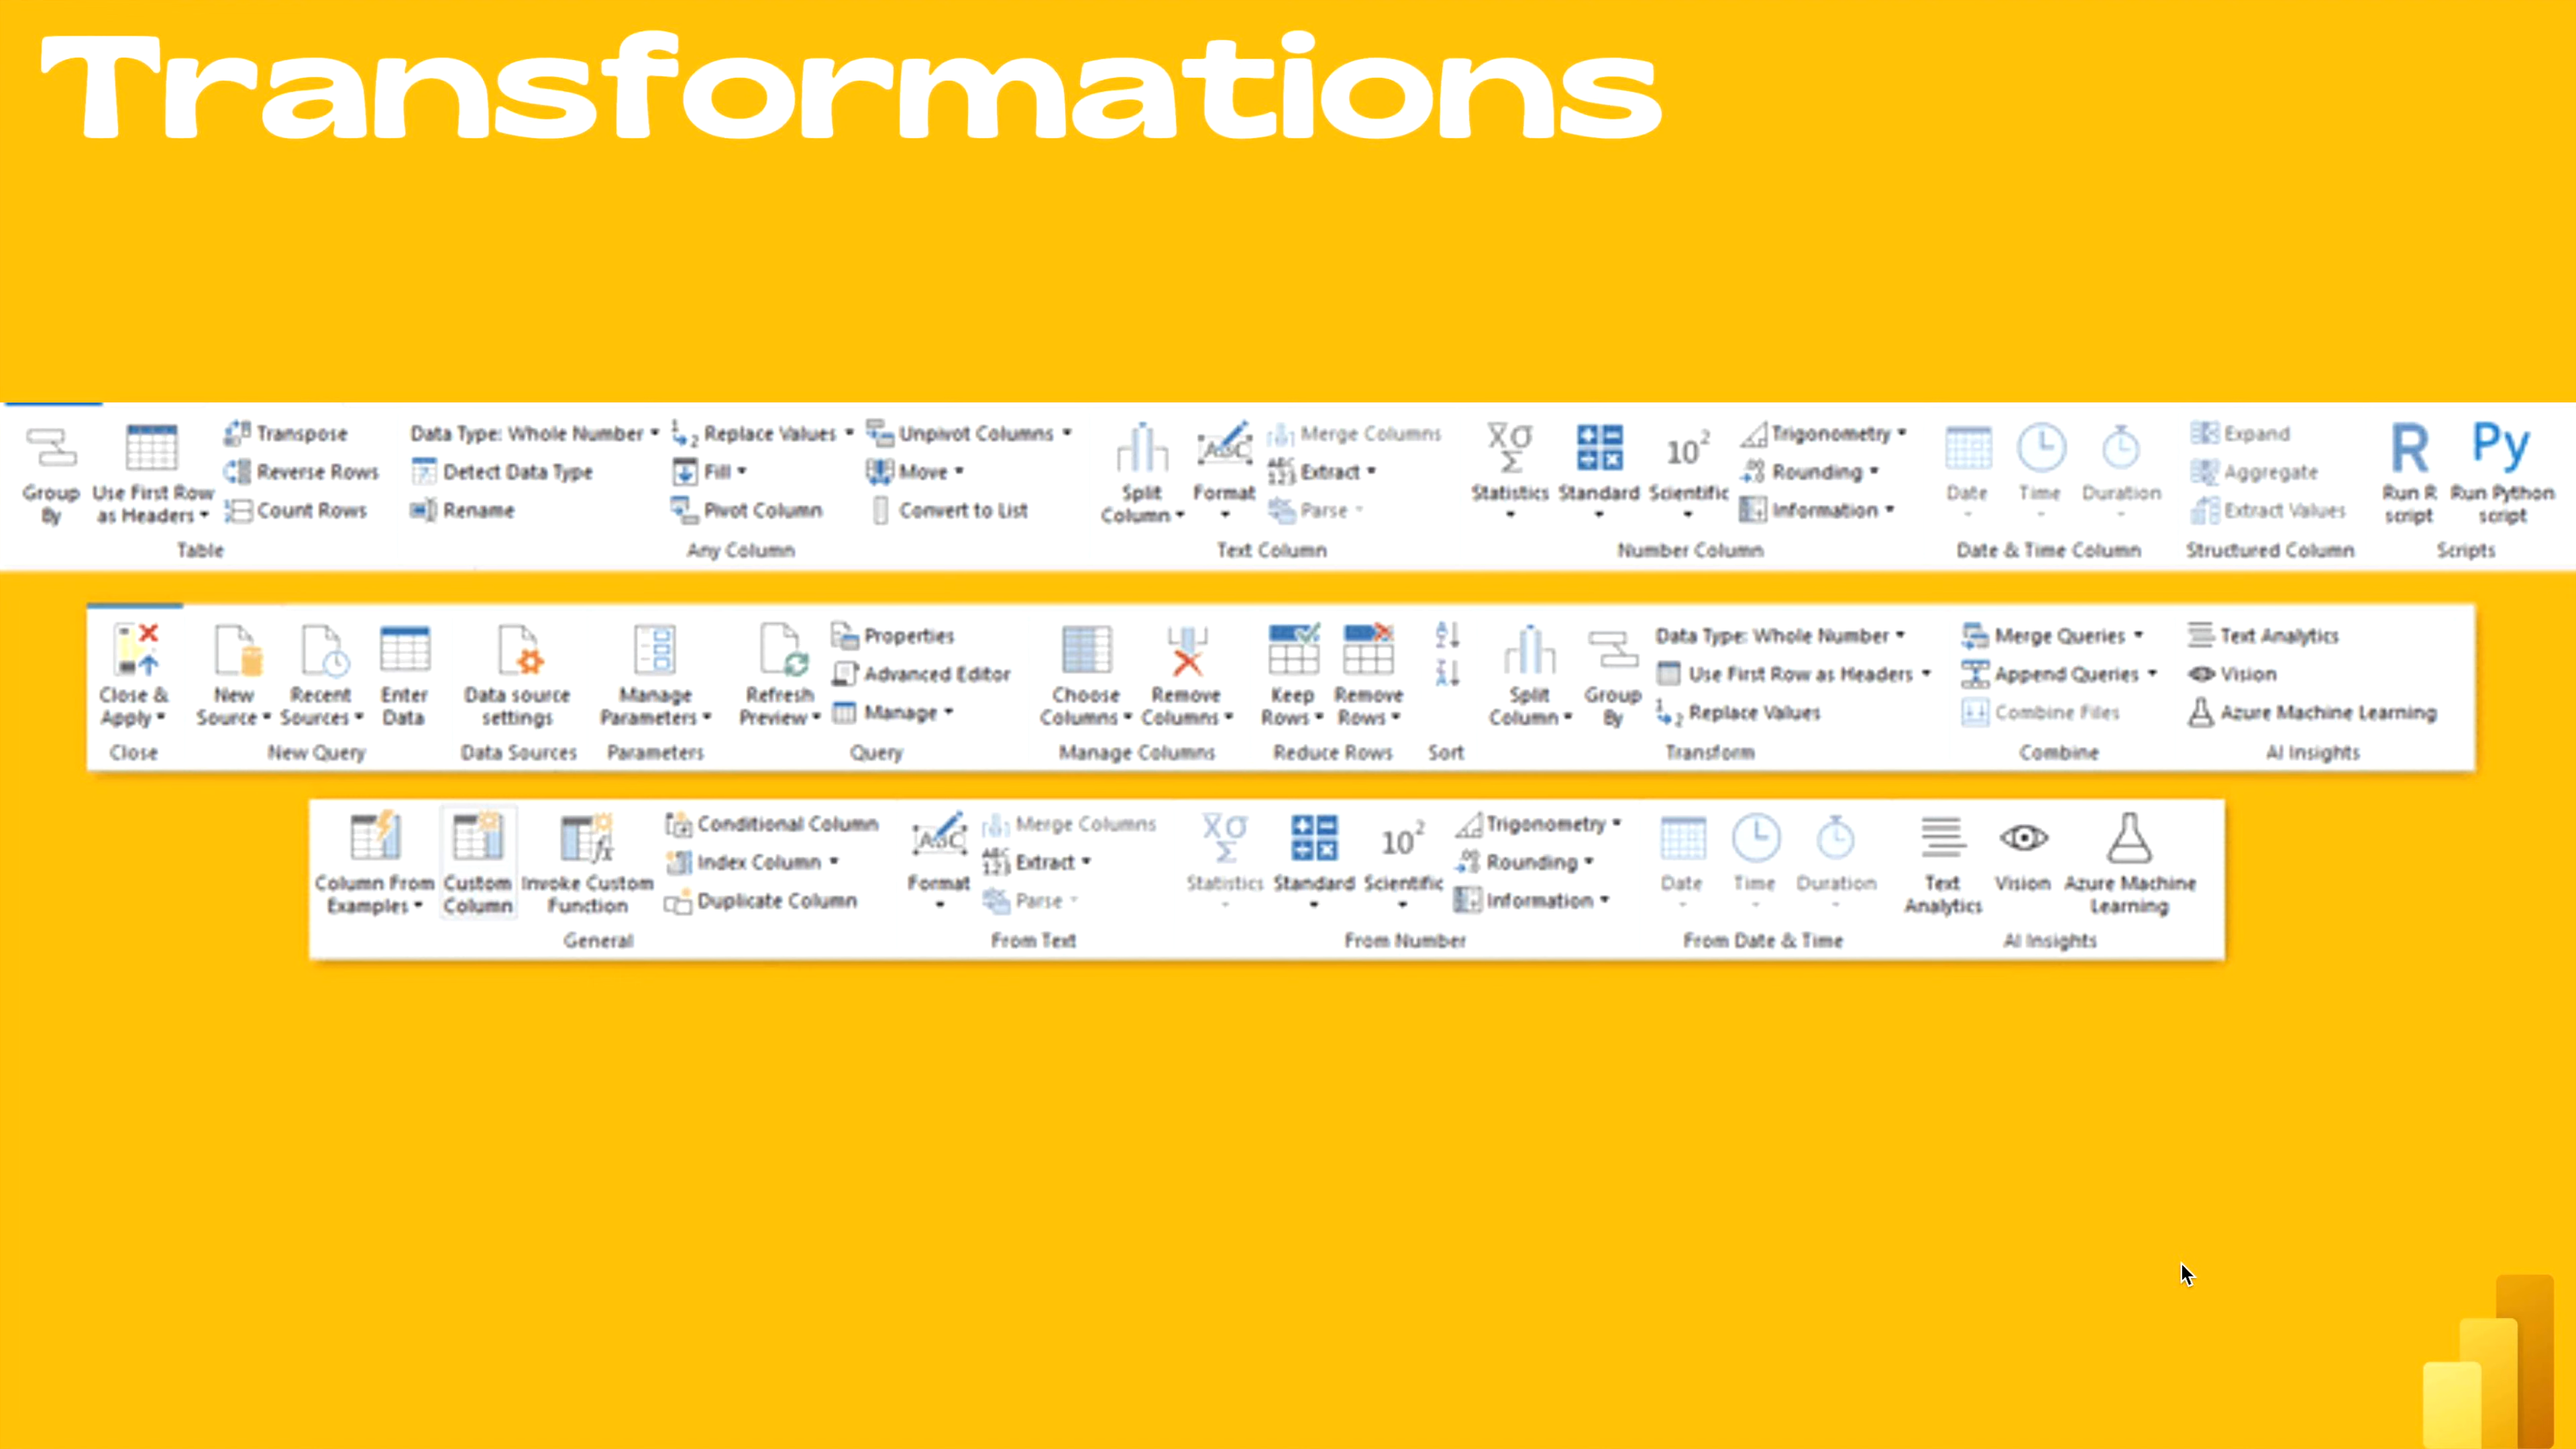 Transformations
Transpose Data Type: Whole Number Replace Values Unpivot Columns Merge Columns Trigonometry Expand
Reverse Rows Detect Data Type Fill Move Extract Rounding Aggregate
Group By Use First Row as Headers Count Rows Rename Pivot Column Convert to List Split Column Format Parse Statistics Standard Scientific Information Date Time Duration Extract Values Run R script Run Python script
Table Any Column Text Column Number Column Date & Time Column Structured Column Scripts
Properties Data Type: Whole Number Merge Queries Text Analytics
Advanced Editor Use First Row as Headers Append Queries Vision
Close & Apply New Source Recent Sources Enter Data Data source settings Manage Parameters Refresh Preview Manage Choose Columns Remove Columns Keep Rows Remove Rows Split Column Group By Replace Values Combine Files Azure Machine Learning
Close New Query Data Sources Parameters Query Manage Columns Reduce Rows Sort Transform Combine AI Insights
Conditional Column Merge Columns Trigonometry
Index Column Extract Rounding
Column From Examples Custom Column Invoke Custom Function Duplicate Column Format Parse Statistics Standard Scientific Information Date Time Duration Text Analytics Vision Azure Machine Learning
General From Text From Number From Date & Time AI Insights